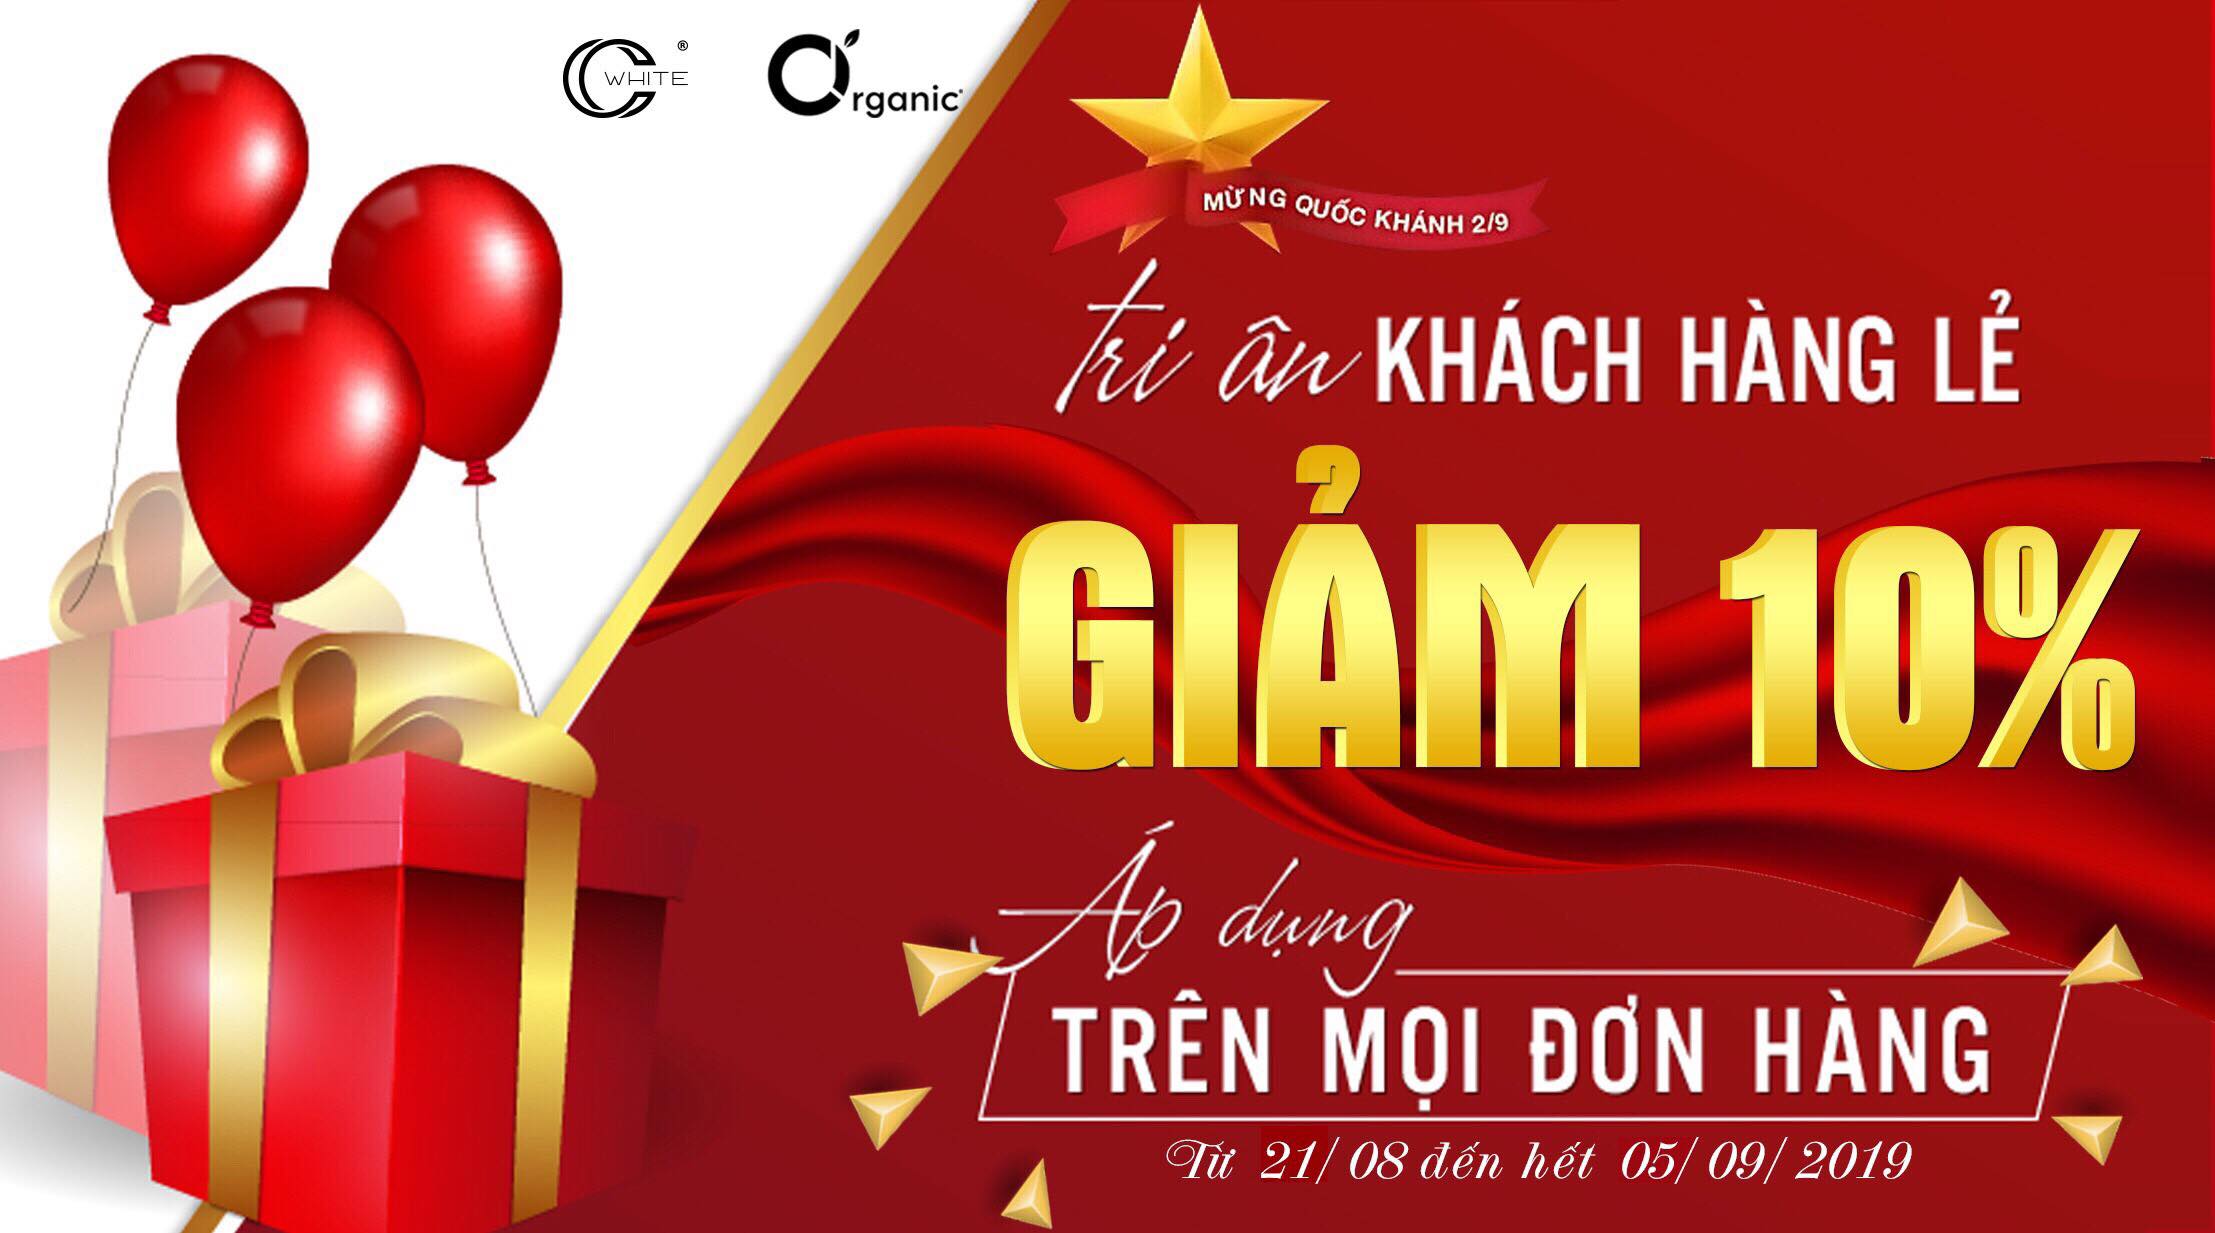 WHITE ®
Organic®
MỪNG QUỐC KHÁNH 2/9
Tri ân KHÁCH HÀNG LẺ
GIẢM 10%
Áp dụng
TRÊN MỌI ĐƠN HÀNG
Từ 21/08 đến hết 05/09/2019